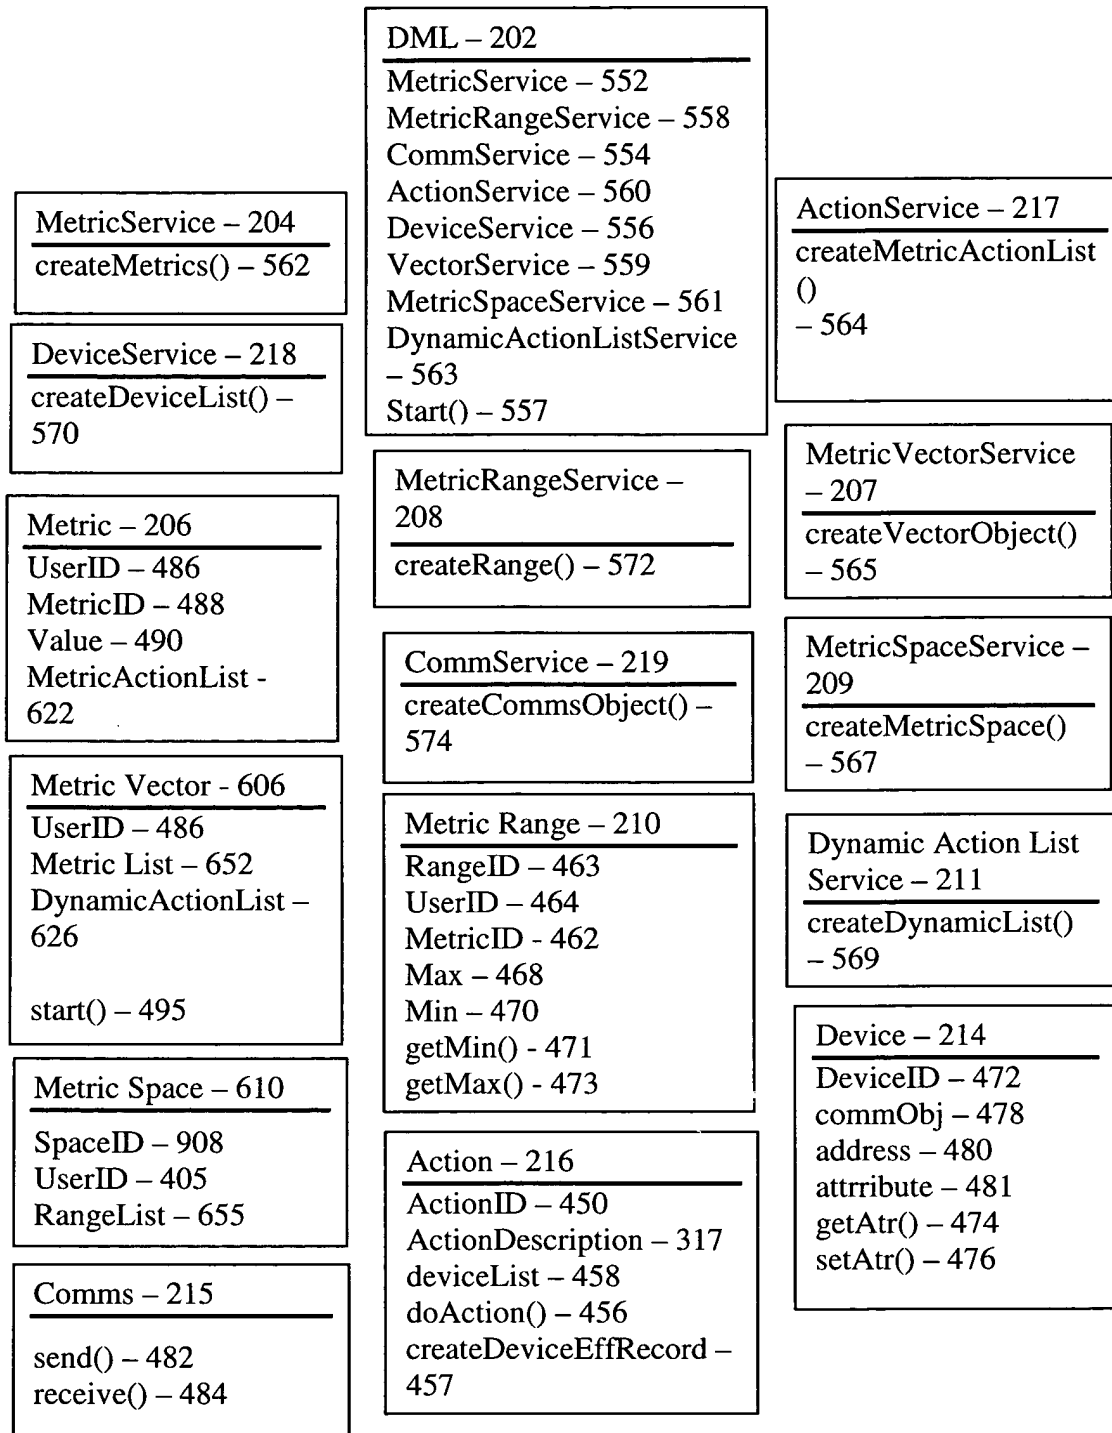 DML – 202
MetricService – 552
MetricRangeService – 558
CommService – 554
ActionService – 560
DeviceService – 556
VectorService – 559
MetricSpaceService – 561
DynamicActionListService
– 563
Start() – 557
MetricService – 204
createMetrics() – 562
ActionService – 217
createMetricActionList
()
– 564
DeviceService – 218
createDeviceList() –
570
MetricRangeService –
208
createRange() – 572
MetricVectorService
– 207
createVectorObject()
– 565
Metric – 206
UserID – 486
MetricID – 488
Value – 490
MetricActionList -
622
CommService – 219
createCommsObject() –
574
MetricSpaceService –
209
createMetricSpace()
– 567
Metric Vector - 606
UserID – 486
Metric List – 652
DynamicActionList –
626
start() – 495
Metric Range – 210
RangeID – 463
UserID – 464
MetricID - 462
Max – 468
Min – 470
getMin() - 471
getMax() - 473
Dynamic Action List
Service – 211
createDynamicList()
– 569
Device – 214
DeviceID – 472
commObj – 478
address – 480
attrribute – 481
getAtr() – 474
setAtr() – 476
Metric Space – 610
SpaceID – 908
UserID – 405
RangeList – 655
Action – 216
ActionID – 450
ActionDescription – 317
deviceList – 458
doAction() – 456
createDeviceEffRecord –
457
Comms – 215
send() – 482
receive() – 484